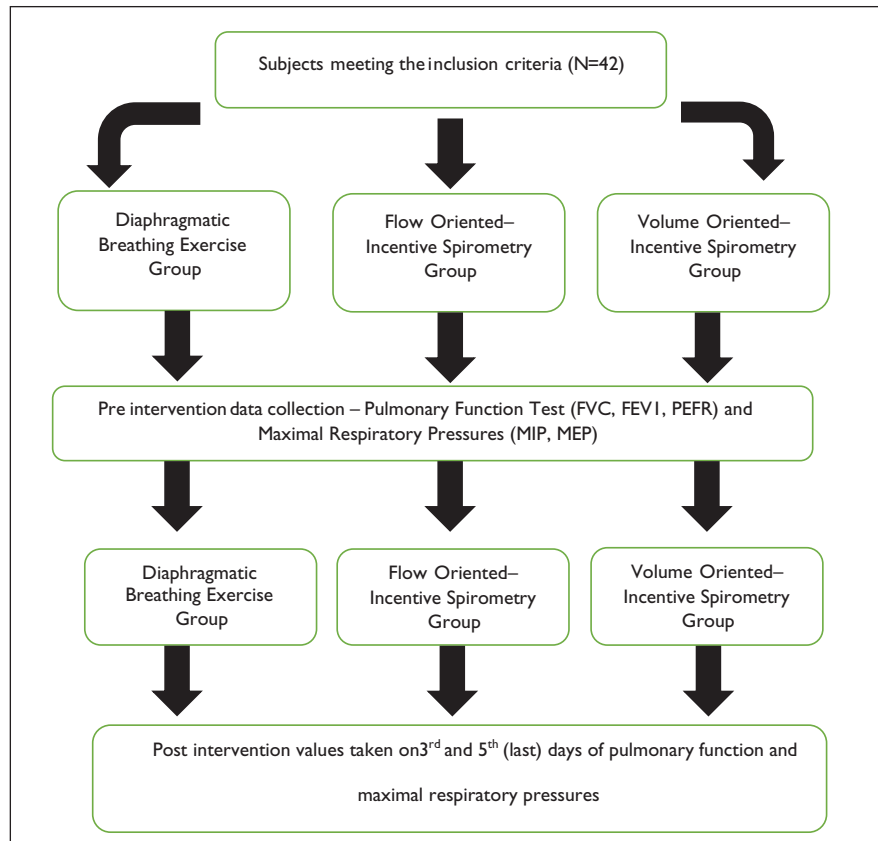 Subjects meeting the inclusion criteria (N=42)
Diaphragmatic
Breathing Exercise
Group
Flow Oriented–
Incentive Spirometry
Group
Volume Oriented–
Incentive Spirometry
Group
Pre intervention data collection – Pulmonary Function Test (FVC, FEV1, PEFR) and
Maximal Respiratory Pressures (MIP, MEP)
Diaphragmatic
Breathing Exercise
Group
Flow Oriented–
Incentive Spirometry
Group
Volume Oriented–
Incentive Spirometry
Group
Post intervention values taken on3rd and 5th (last) days of pulmonary function and
maximal respiratory pressures